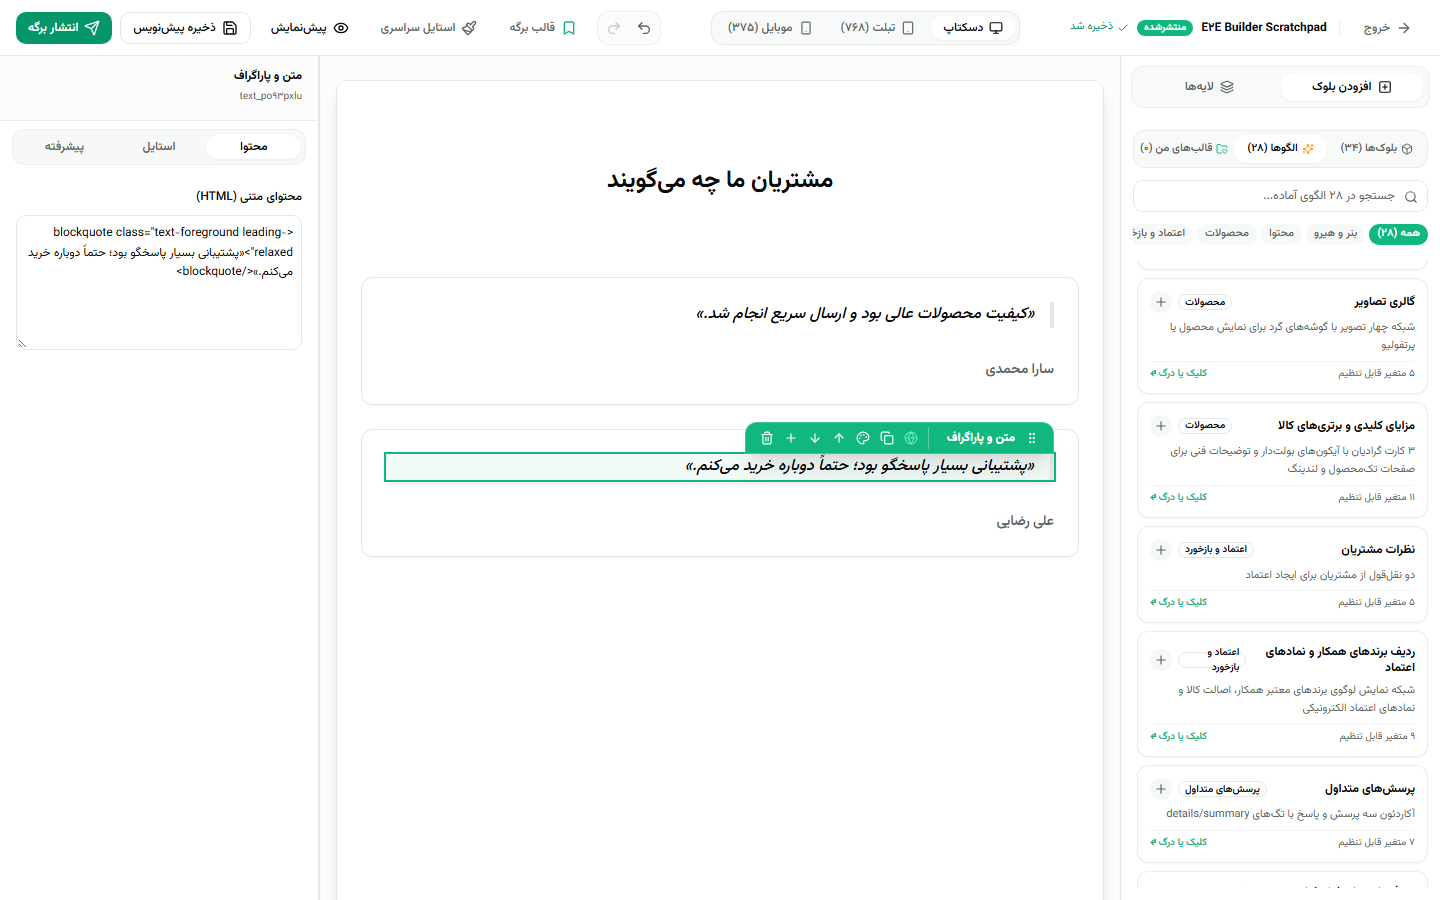 خروج
E۲E Builder Scratchpad
منتشرشده
ذخیره شد
دسکتاپ
تبلت (۷۶۸)
موبایل (۳۷۵)
قالب برگه
استایل سراسری
پیش‌نمایش
ذخیره پیش‌نویس
انتشار برگه
افزودن بلوک
لایه‌ها
بلوک‌ها (۳۴)
الگوها (۲۸)
قالب‌های من (۰)
جستجو در ۲۸ الگوی آماده...
همه (۲۸)
بنر و هیرو
محتوا
محصولات
اعتماد و بازخ
گالری تصاویر
محصولات
شبکه چهار تصویر با گوشه‌های گرد برای نمایش محصول یا
پرتفولیو
۵ متغیر قابل تنظیم
کلیک یا درگ
مزایای کلیدی و برتری‌های کالا
محصولات
۳ کارت گرادیان با آیکون‌های بولت‌دار و توضیحات فنی برای
صفحات تک‌محصول و لندینگ
۱۱ متغیر قابل تنظیم
کلیک یا درگ
نظرات مشتریان
اعتماد و بازخورد
دو نقل‌قول از مشتریان برای ایجاد اعتماد
۵ متغیر قابل تنظیم
کلیک یا درگ
ردیف برندهای همکار و نمادهای
اعتماد
اعتماد و
بازخورد
شبکه نمایش لوگوی برندهای معتبر همکار، اصالت کالا و
نمادهای اعتماد الکترونیکی
۹ متغیر قابل تنظیم
کلیک یا درگ
پرسش‌های متداول
پرسش‌های متداول
آکاردئون سه پرسش و پاسخ با تگ‌های details/summary
۷ متغیر قابل تنظیم
کلیک یا درگ
مشتریان ما چه می‌گویند
«کیفیت محصولات عالی بود و ارسال سریع انجام شد.»
سارا محمدی
متن و پاراگراف
«پشتیبانی بسیار پاسخگو بود؛ حتماً دوباره خرید می‌کنم.»
علی رضایی
متن و پاراگراف
text_po۹۳pxlu
محتوا
استایل
پیشرفته
محتوای متنی (HTML)
<blockquote class="text-foreground leading-
relaxed">«پشتیبانی بسیار پاسخگو بود؛ حتماً دوباره خرید
می‌کنم.»</blockquote>